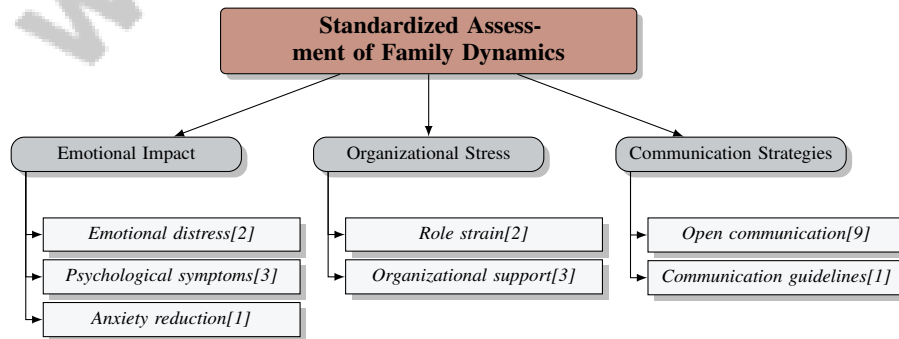 Standardized Assess-
ment of Family Dynamics
Emotional Impact
Organizational Stress
Communication Strategies
Emotional distress[2]
Psychological symptoms[3]
Anxiety reduction[1]
Role strain[2]
Organizational support[3]
Open communication[9]
Communication guidelines[1]